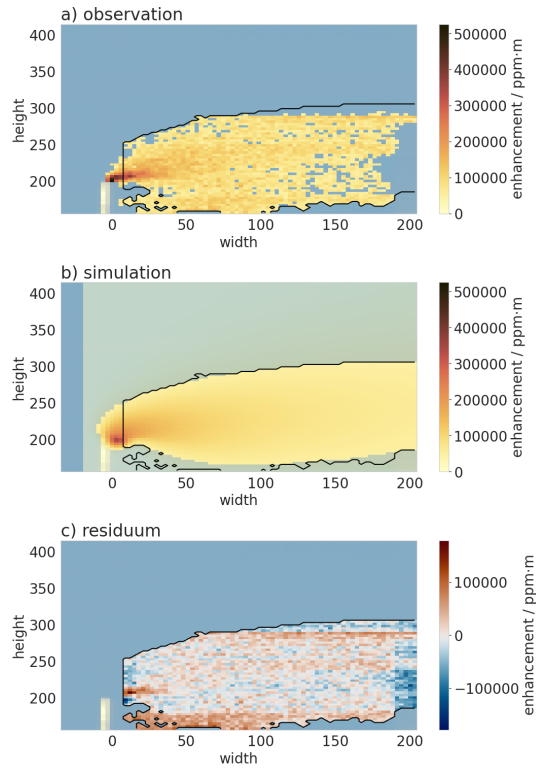 a) observation
400
350
300
250
200
height
0 50 100 150 200
width
500000
400000
300000
200000
100000
0
enhancement / ppm·m
b) simulation
400
350
300
250
200
height
0 50 100 150 200
width
500000
400000
300000
200000
100000
0
enhancement / ppm·m
c) residuum
400
350
300
250
200
height
0 50 100 150 200
width
100000
0
−100000
enhancement / ppm·m